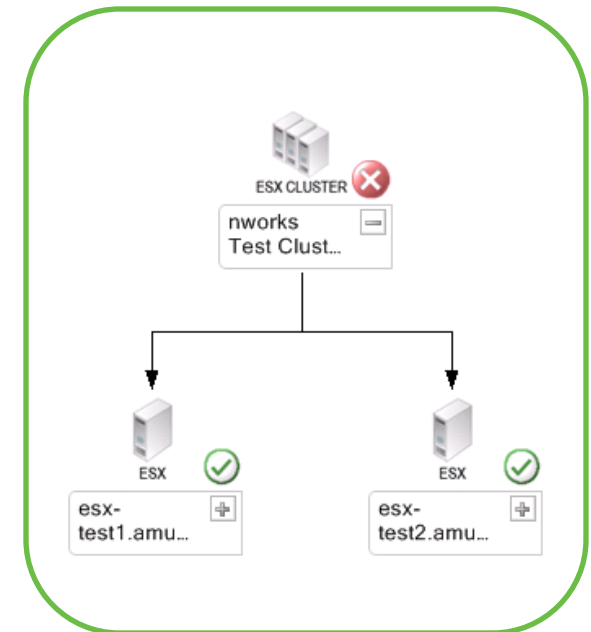 ESX CLUSTER
nworks
Test Clust...
ESX
esx-
test1.amu...
ESX
esx-
test2.amu...